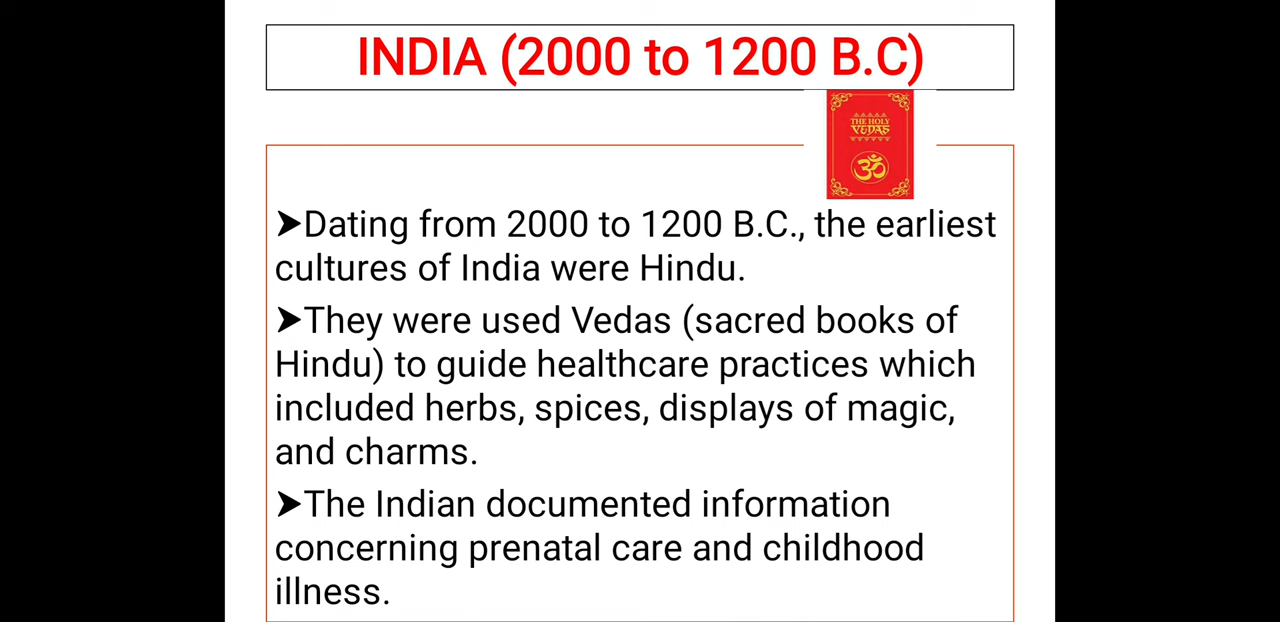 INDIA (2000 to 1200 B.C)
THE HOLY
VEDAS
ॐ
➤Dating from 2000 to 1200 B.C., the earliest
cultures of India were Hindu.
➤They were used Vedas (sacred books of
Hindu) to guide healthcare practices which
included herbs, spices, displays of magic,
and charms.
➤The Indian documented information
concerning prenatal care and childhood
illness.